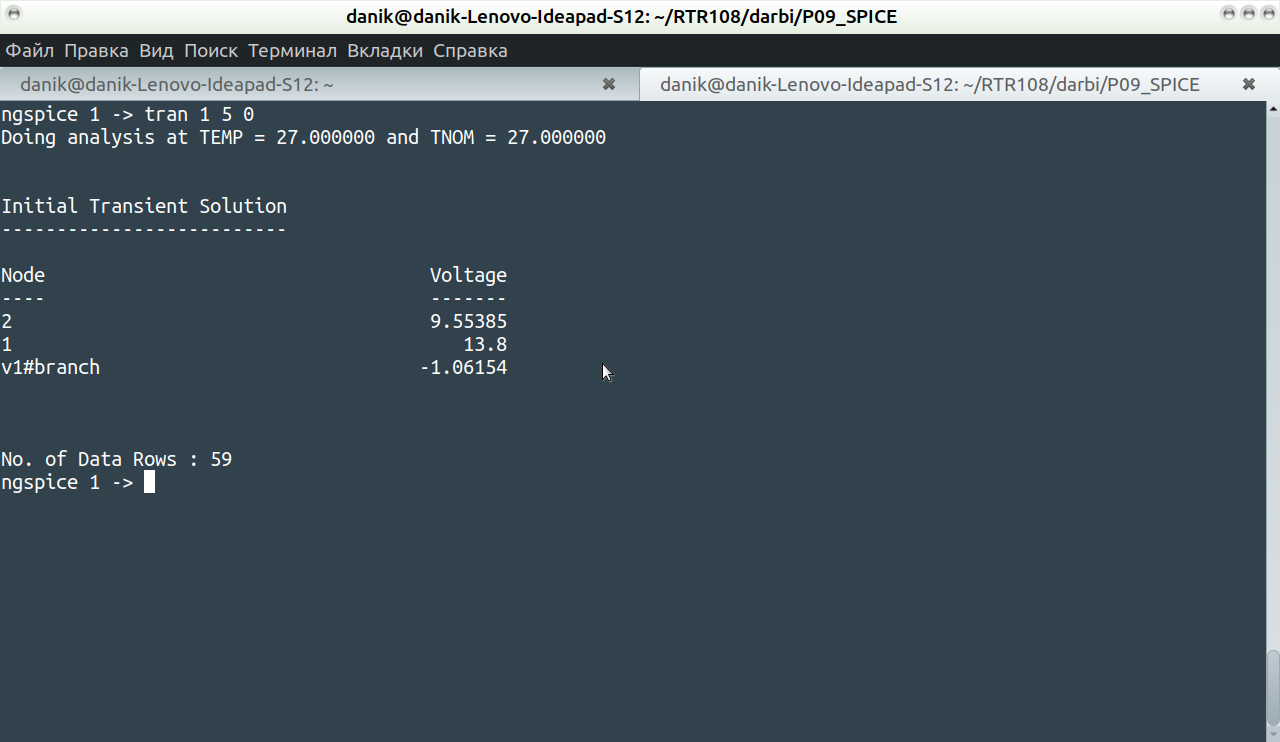 danik@danik-Lenovo-Ideapad-S12: ~/RTR108/darbi/P09_SPICE
Файл Правка Вид Поиск Терминал Вкладки Справка
danik@danik-Lenovo-Ideapad-S12: ~ danik@danik-Lenovo-Ideapad-S12: ~/RTR108/darbi/P09_SPICE
ngspice 1 -> tran 1 5 0
Doing analysis at TEMP = 27.000000 and TNOM = 27.000000
Initial Transient Solution
--------------------------
Node Voltage
---- -------
2 9.55385
1 13.8
v1#branch -1.06154
No. of Data Rows : 59
ngspice 1 ->